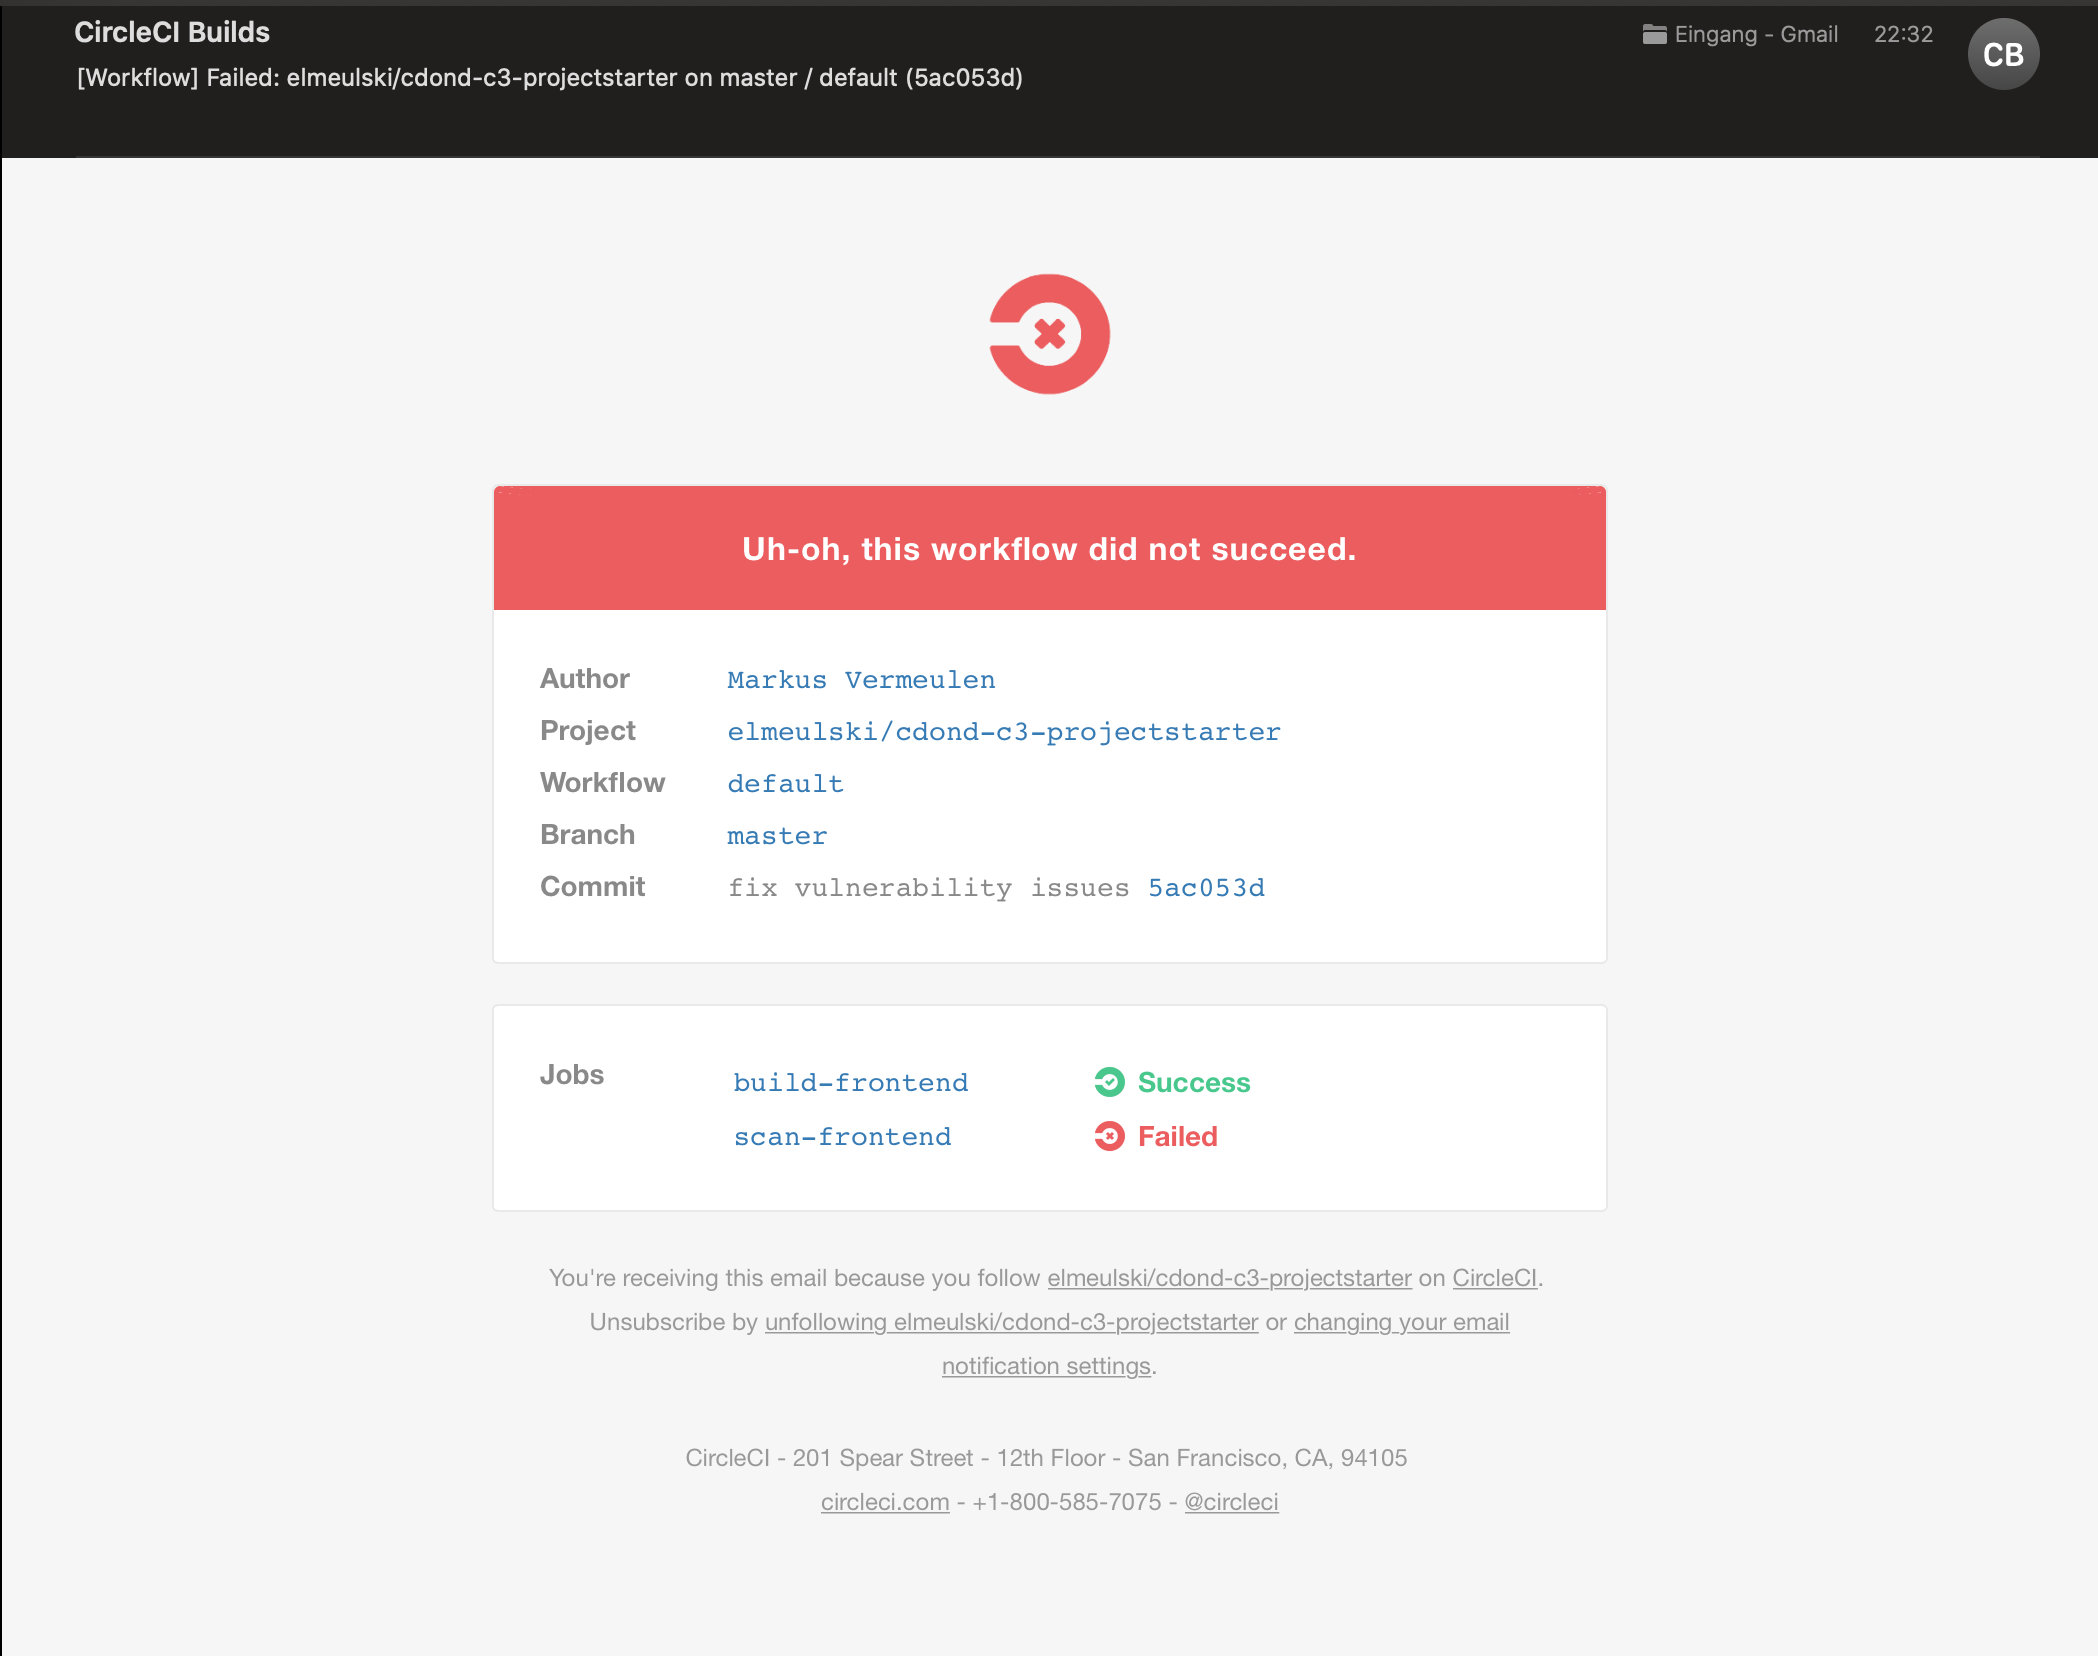 CircleCI Builds
Eingang - Gmail 22:32
CB
[Workflow] Failed: elmeulski/cdond-c3-projectstarter on master / default (5ac053d)
Uh-oh, this workflow did not succeed.
Author Markus Vermeulen
Project elmeulski/cdond-c3-projectstarter
Workflow default
Branch master
Commit fix vulnerability issues 5ac053d
Jobs build-frontend Success
scan-frontend Failed
You're receiving this email because you follow elmeulski/cdond-c3-projectstarter on CircleCI.
Unsubscribe by unfollowing elmeulski/cdond-c3-projectstarter or changing your email
notification settings.
CircleCI - 201 Spear Street - 12th Floor - San Francisco, CA, 94105
circleci.com - +1-800-585-7075 - @circleci